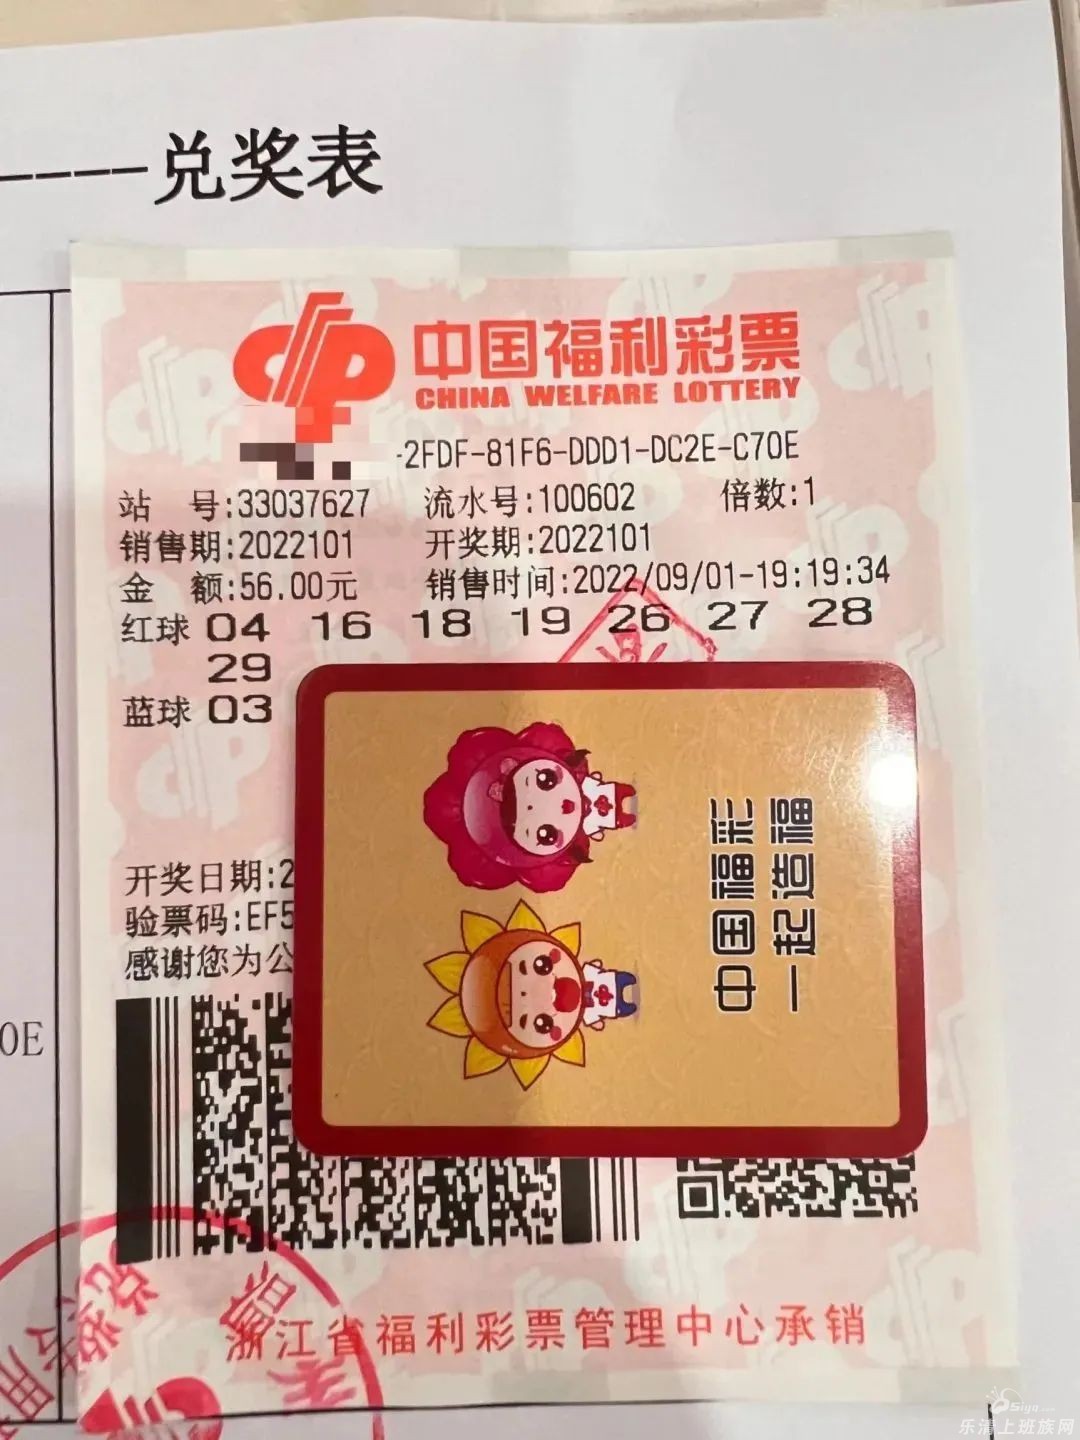 ----兑奖表
中国福利彩票
CHINA WELFARE LOTTERY
-2FDF-81F6-DDD1-DC2E-C70E
站 号:33037627 流水号:100602 倍数:1
销售期:2022101 开奖期:2022101
金 额:56.00元 销售时间:2022/09/01-19:19:34
红球 04 16 18 19 26 27 28
29
蓝球 03
开奖日期:2
验票码:EF5
感谢您为公
中国福彩
一起造福
0E
浙江省福利彩票管理中心承销
乐清上班族网